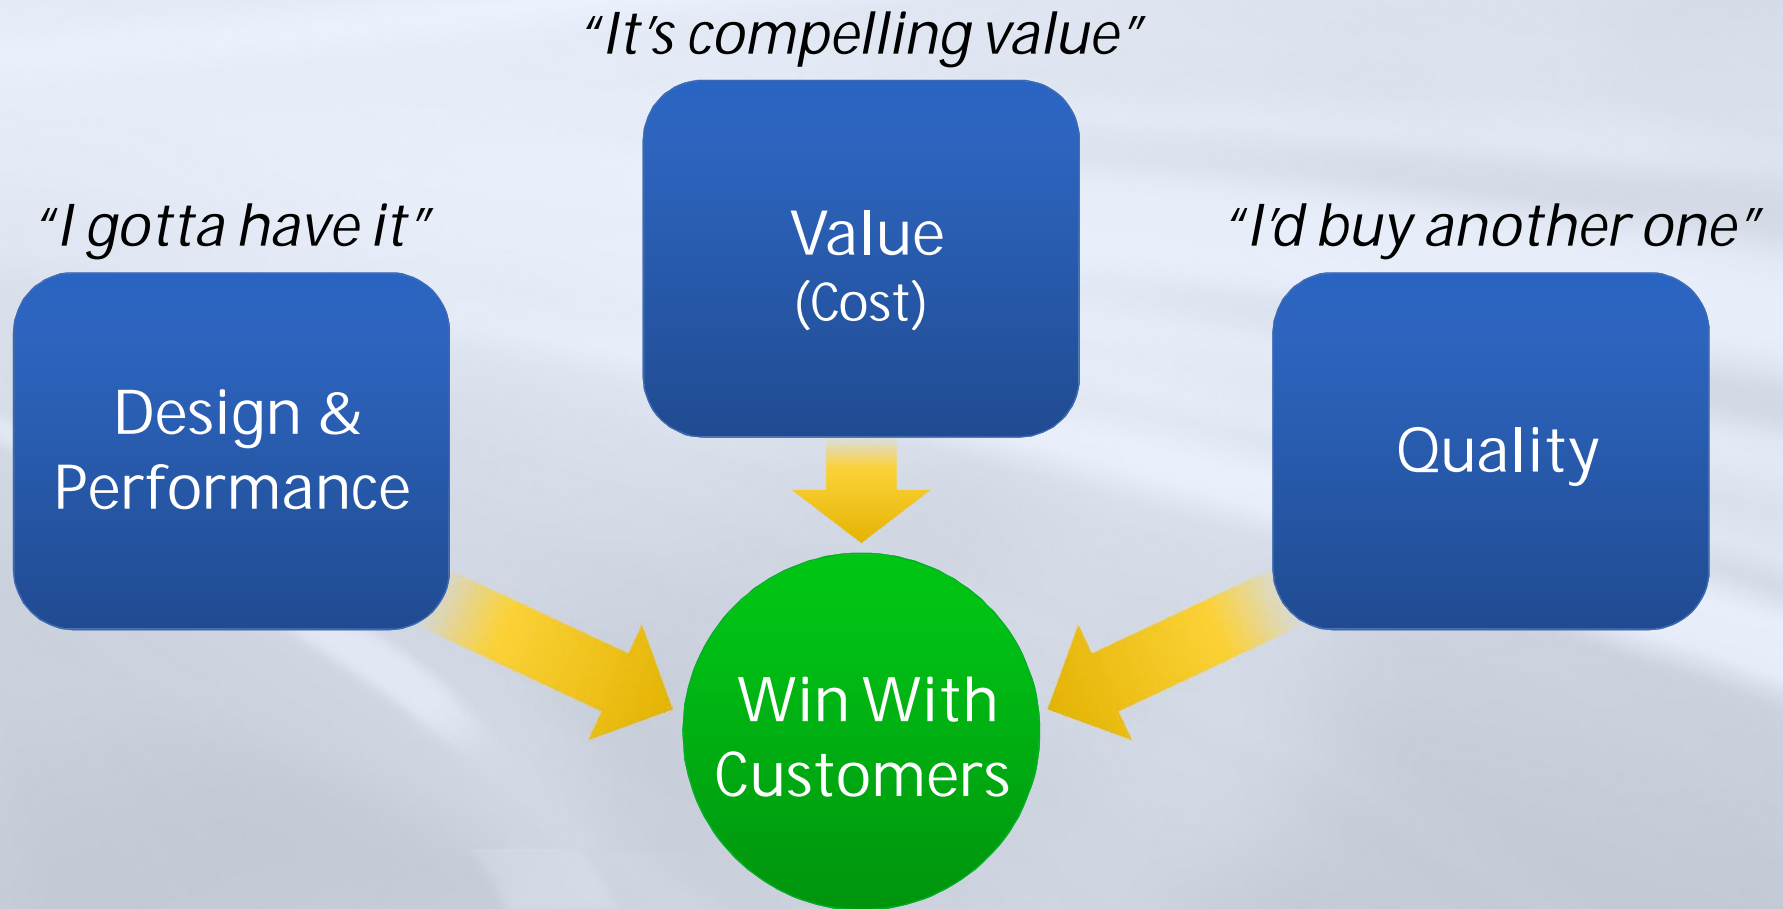 “It’s compelling value”
“I gotta have it”
“I’d buy another one”
Value
(Cost)
Design &
Performance
Quality
Win With
Customers